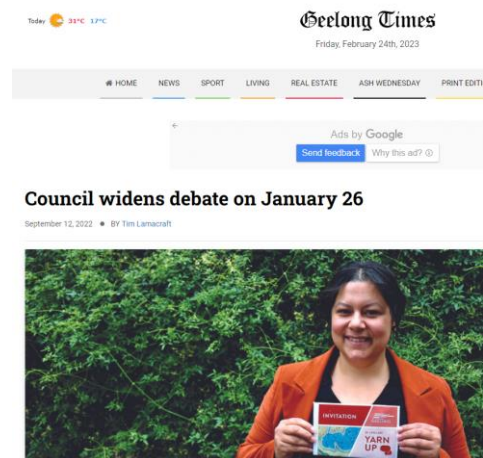 Today 31°C 17°C
Geelong Times
Friday, February 24th, 2023
HOME NEWS SPORT LIVING REAL ESTATE ASH WEDNESDAY PRINT EDITI
Ads by Google
Send feedback Why this ad?
Council widens debate on January 26
September 12, 2022 BY Tim Lamacraft
INVITATION
YARN
UP